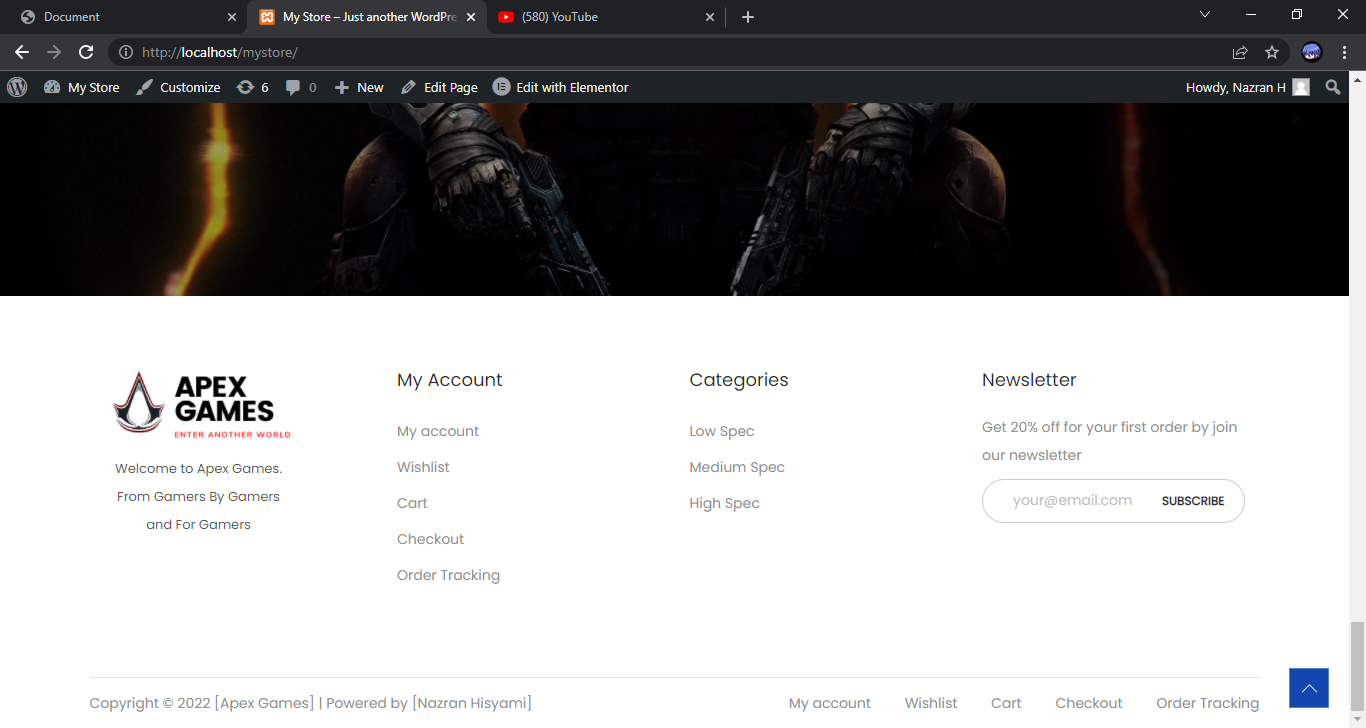 Document
My Store – Just another WordPre
(580) YouTube
http://localhost/mystore/
My Store
Customize
6
0
New
Edit Page
Edit with Elementor
Howdy, Nazran H
APEX
GAMES
ENTER ANOTHER WORLD
Welcome to Apex Games.
From Gamers By Gamers
and For Gamers
My Account
My account
Wishlist
Cart
Checkout
Order Tracking
Categories
Low Spec
Medium Spec
High Spec
Newsletter
Get 20% off for your first order by join
our newsletter
your@email.com
SUBSCRIBE
Copyright © 2022 [Apex Games] | Powered by [Nazran Hisyami]
My account
Wishlist
Cart
Checkout
Order Tracking